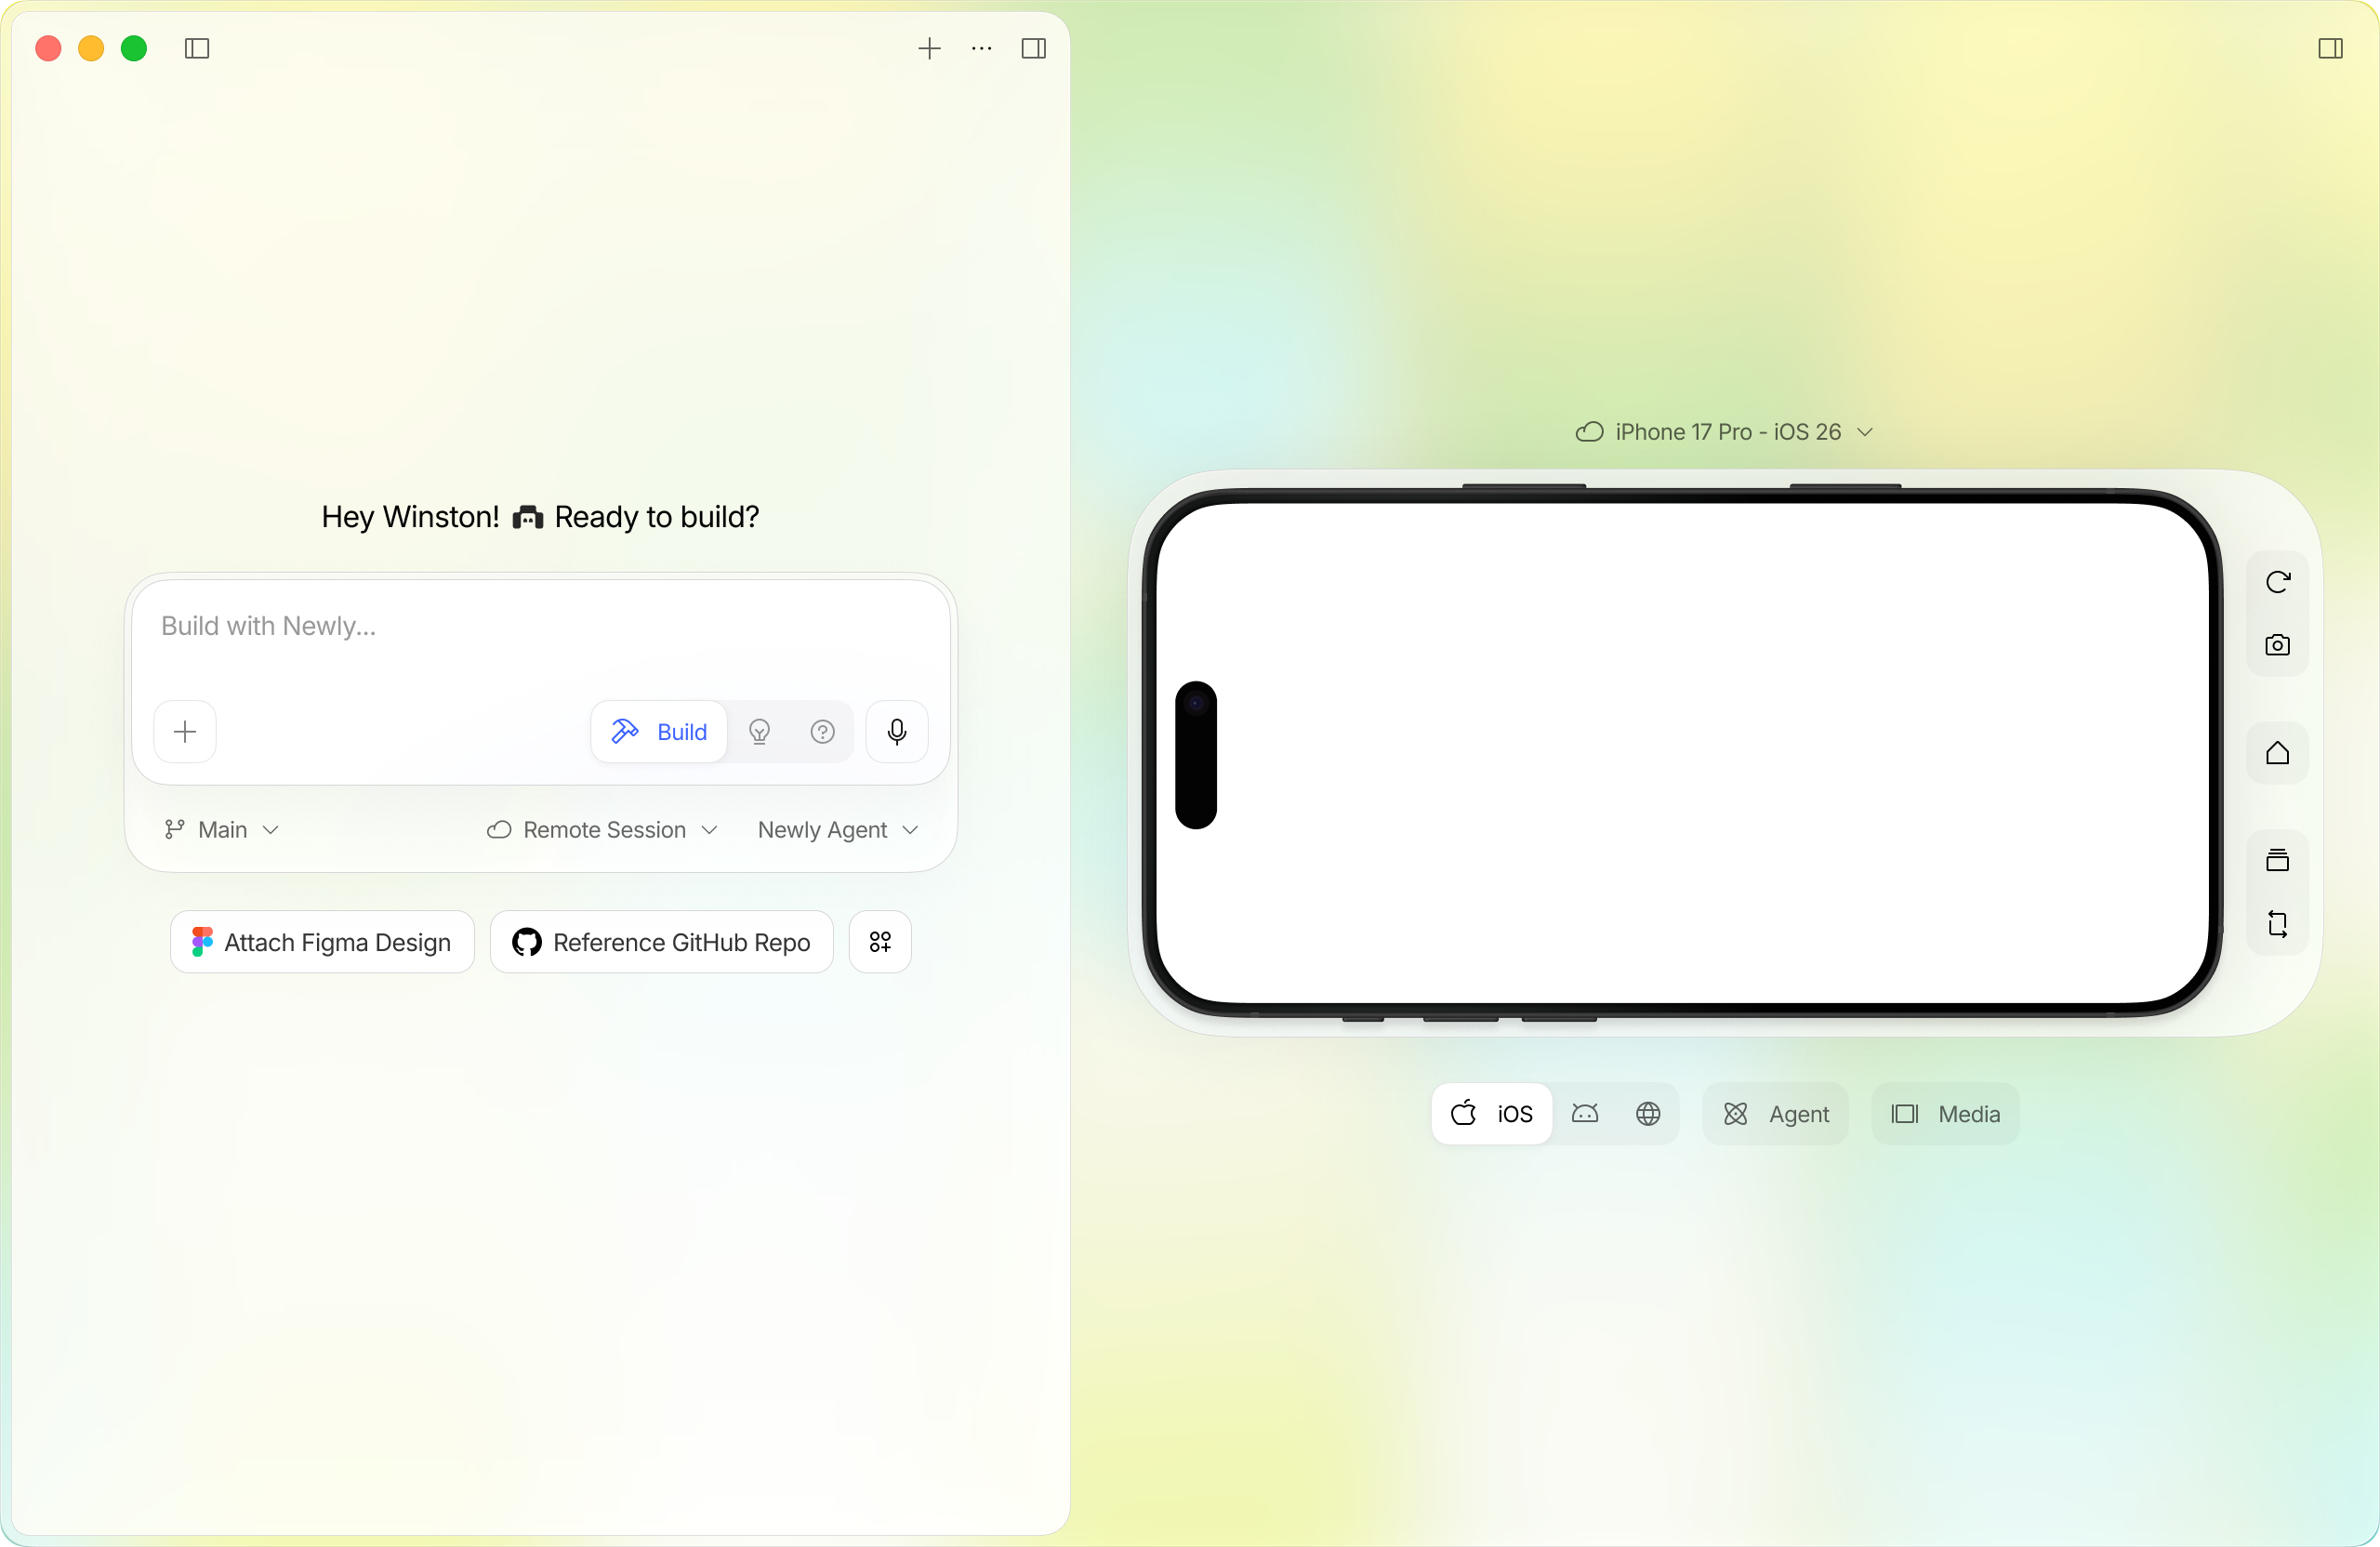 Hey Winston! Ready to build?
Build with Newly...
Build
Main
Remote Session
Newly Agent
Attach Figma Design
Reference GitHub Repo
iPhone 17 Pro - iOS 26
iOS
Agent
Media